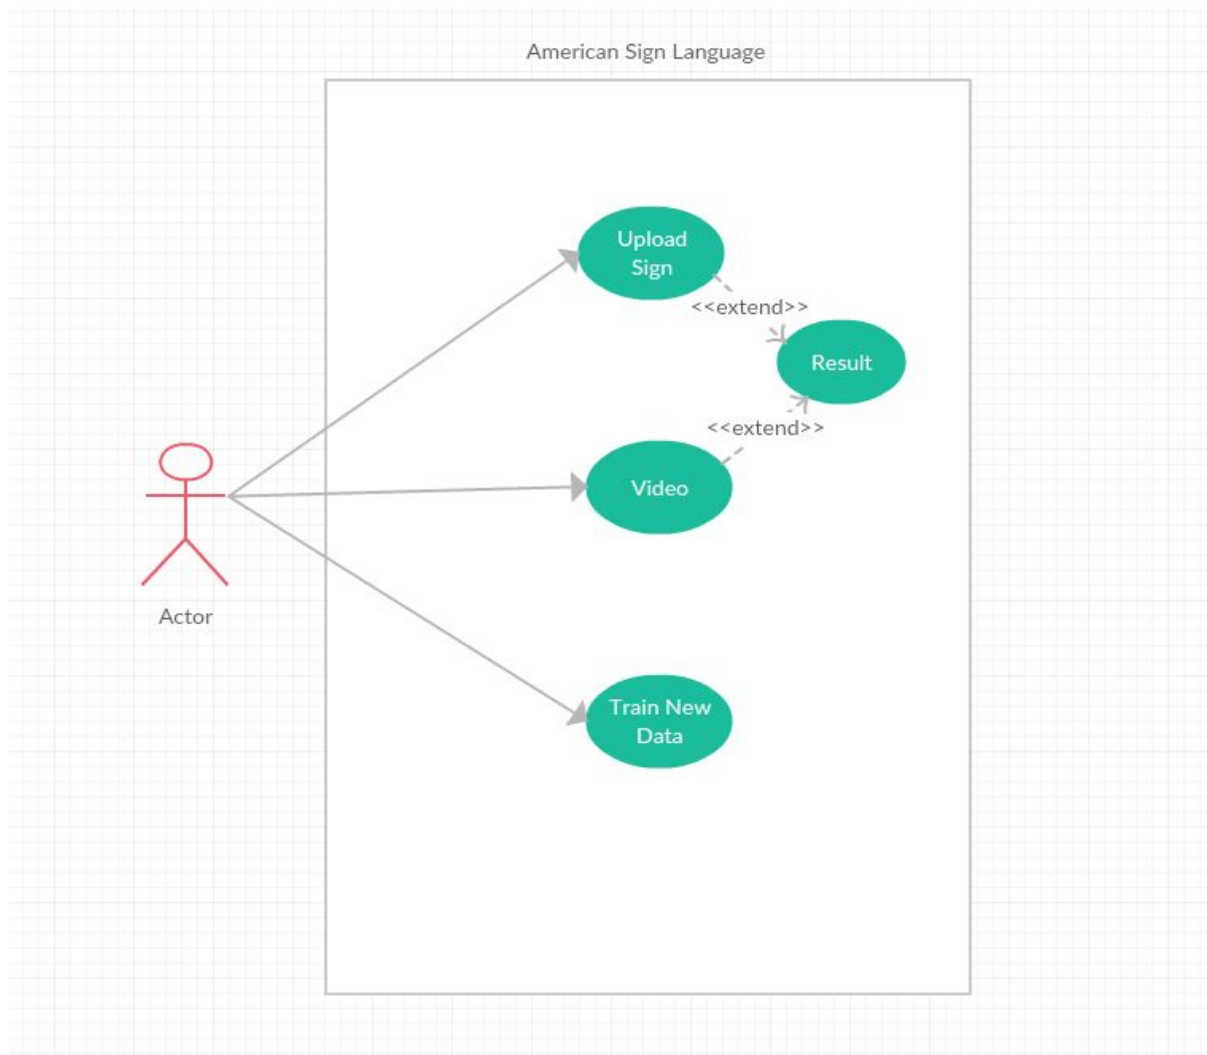 American Sign Language
Upload
Sign
<<extend>>
Result
<<extend>>
Video
Actor
Train New
Data